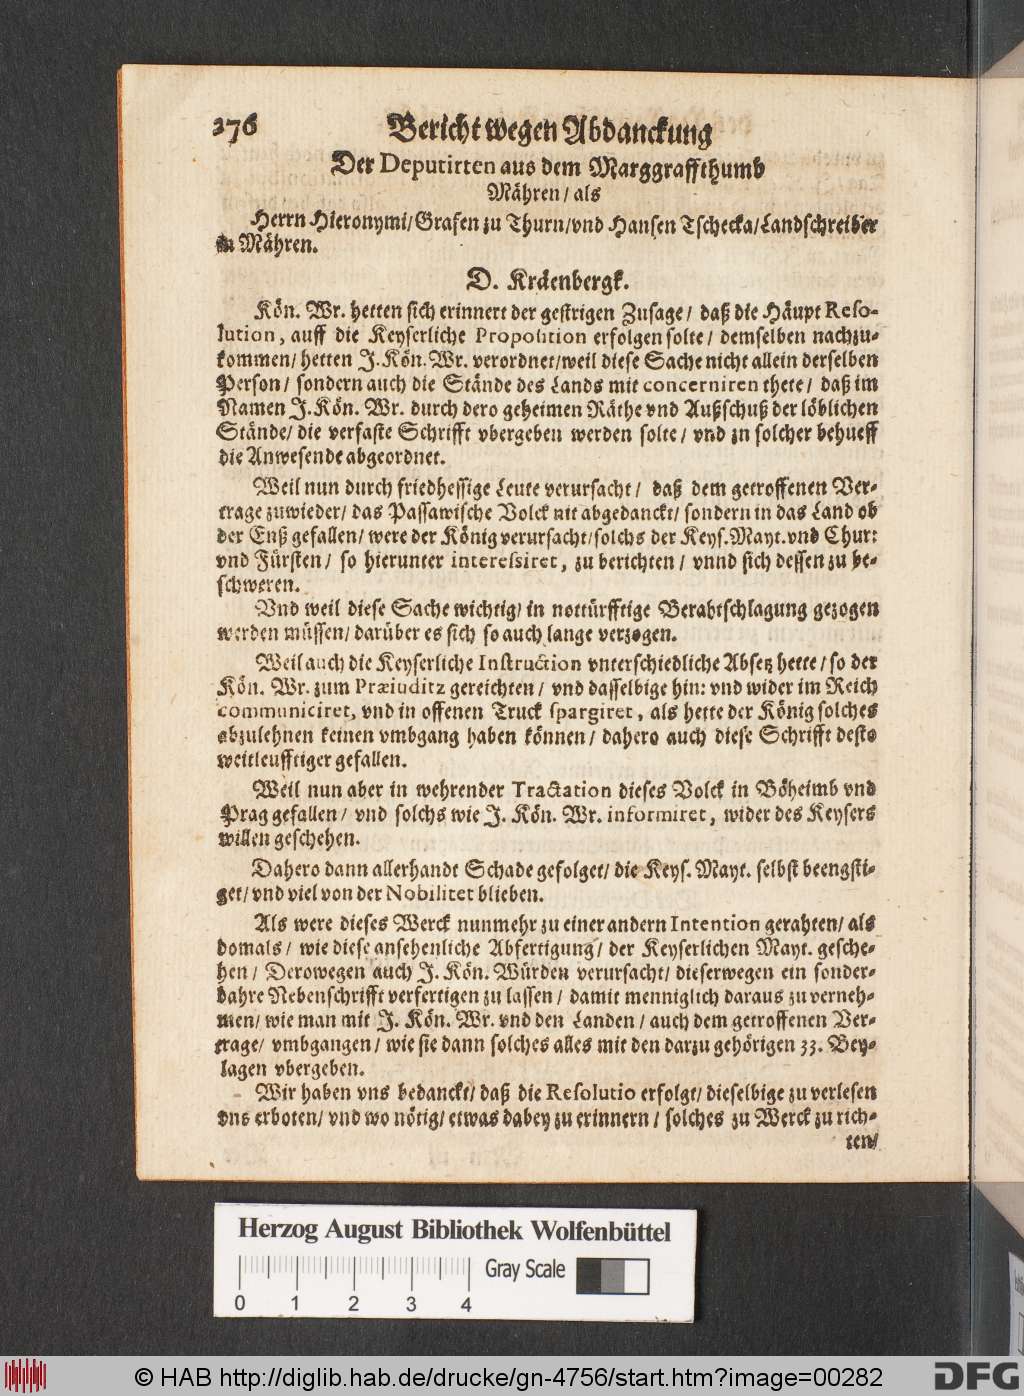 276 Bericht wegen Abdanckung
Der Deputirten aus dem Marggraffthumb
Mähren/ als
Herrn Hieronymi/ Grafen zu Thurn/ vnd Hansen Tschecka/ Landschreiber
in Mähren.
D. Kräenbergk.
Kön. Wr. hetten sich erinnert der gestrigen Zusage/ daß die Häupt Reso-
lution, auff die Keyserliche Proposition erfolgen solte/ demselben nachzu-
kommen/ hetten J. Kön. Wr. verordnet/ weil diese Sache nicht allein derselben
Person/ sondern auch die Stände des Lands mit concerniren thete/ daß im
Namen J. Kön. Wr. durch dero geheimen Räthe vnd Außschuß der löblichen
Stände/ die verfaste Schrifft vbergeben werden solte/ vnd zu solcher behueff
die Anwesende abgeordnet.
Weil nun durch friedhessige Leute verursacht/ daß dem getroffenen Ver-
trage zuwieder/ das Passawische Volck nit abgedanckt/ sondern in das Land ob
der Enß gefallen/ were der König verursacht/ solchs der Keys. Mayt. vnd Chur:
vnd Fürsten/ so hierunter interessiret, zu berichten/ vnnd sich dessen zu be-
schweren.
Vnd weil diese Sache wichtig/ in nottürfftige Berahtschlagung gezogen
werden müssen/ darüber es sich so auch lange verzogen.
Weil auch die Keyserliche Instruction vnterschiedliche Absetz hette/ so der
Kön. Wr. zum Præiuditz gereichten/ vnd dasselbige hin: vnd wider im Reich
communiciret, vnd in offenen Truck spargiret, als hette der König solches
abzulehnen keinen vmbgang haben können/ dahero auch diese Schrifft desto
weitleufftiger gefallen.
Weil nun aber in wehrender Tractation dieses Volck in Böheimb vnd
Prag gefallen/ vnd solchs wie J. Kön. Wr. informiret, wider des Keysers
willen geschehen.
Dahero dann allerhandt Schade gefolget/ die Keys. Mayt. selbst beengsti-
get/ vnd viel von der Nobilitet blieben.
Als were dieses Werck nunmehr zu einer andern Intention gerahten/ als
domals/ wie diese ansehenliche Abfertigung/ der Keyserlichen Mayt. gesche-
hen/ Derowegen auch J. Kön. Würden verursacht/ dieserwegen ein sonder-
bahre Nebenschrifft verfertigen zu lassen/ damit menniglich daraus zu verneh-
men/ wie man mit J. Kön. Wr. vnd den Landen/ auch dem getroffenen Ver-
trage/ vmbgangen/ wie sie dann solches alles mit den darzu gehörigen 33. Bey-
lagen vbergeben.
Wir haben vns bedanckt/ daß die Resolutio erfolgt/ dieselbige zu verlesen
vns erboten/ vnd wo nötig/ etwas dabey zu erinnern/ solches zu Werck zu rich-
ten/
Herzog August Bibliothek Wolfenbüttel
Gray Scale
0 1 2 3 4
© HAB http://diglib.hab.de/drucke/gn-4756/start.htm?image=00282
DFG